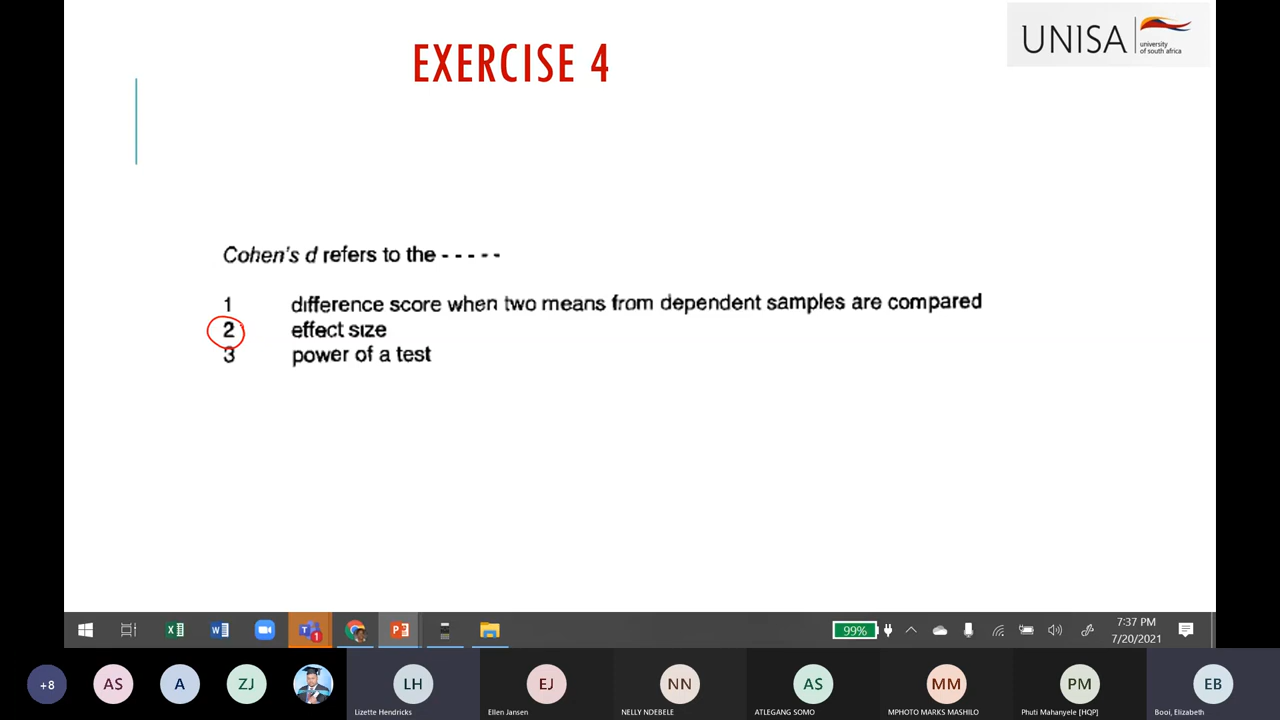 EXERCISE 4
UNISA
university
of south africa
Cohen's d refers to the - - - - -
1 difference score when two means from dependent samples are compared
2 effect size
3 power of a test
1
99%
7:37 PM
7/20/2021
+8
AS
A
ZJ
LH
EJ
NN
AS
MM
PM
EB
Lizette Hendricks
Ellen Jansen
NELLY NDEBELE
ATLEGANG SOMO
MPHOTO MARKS MASHILO
Phuti Mahanyele [HQP]
Booi, Elizabeth